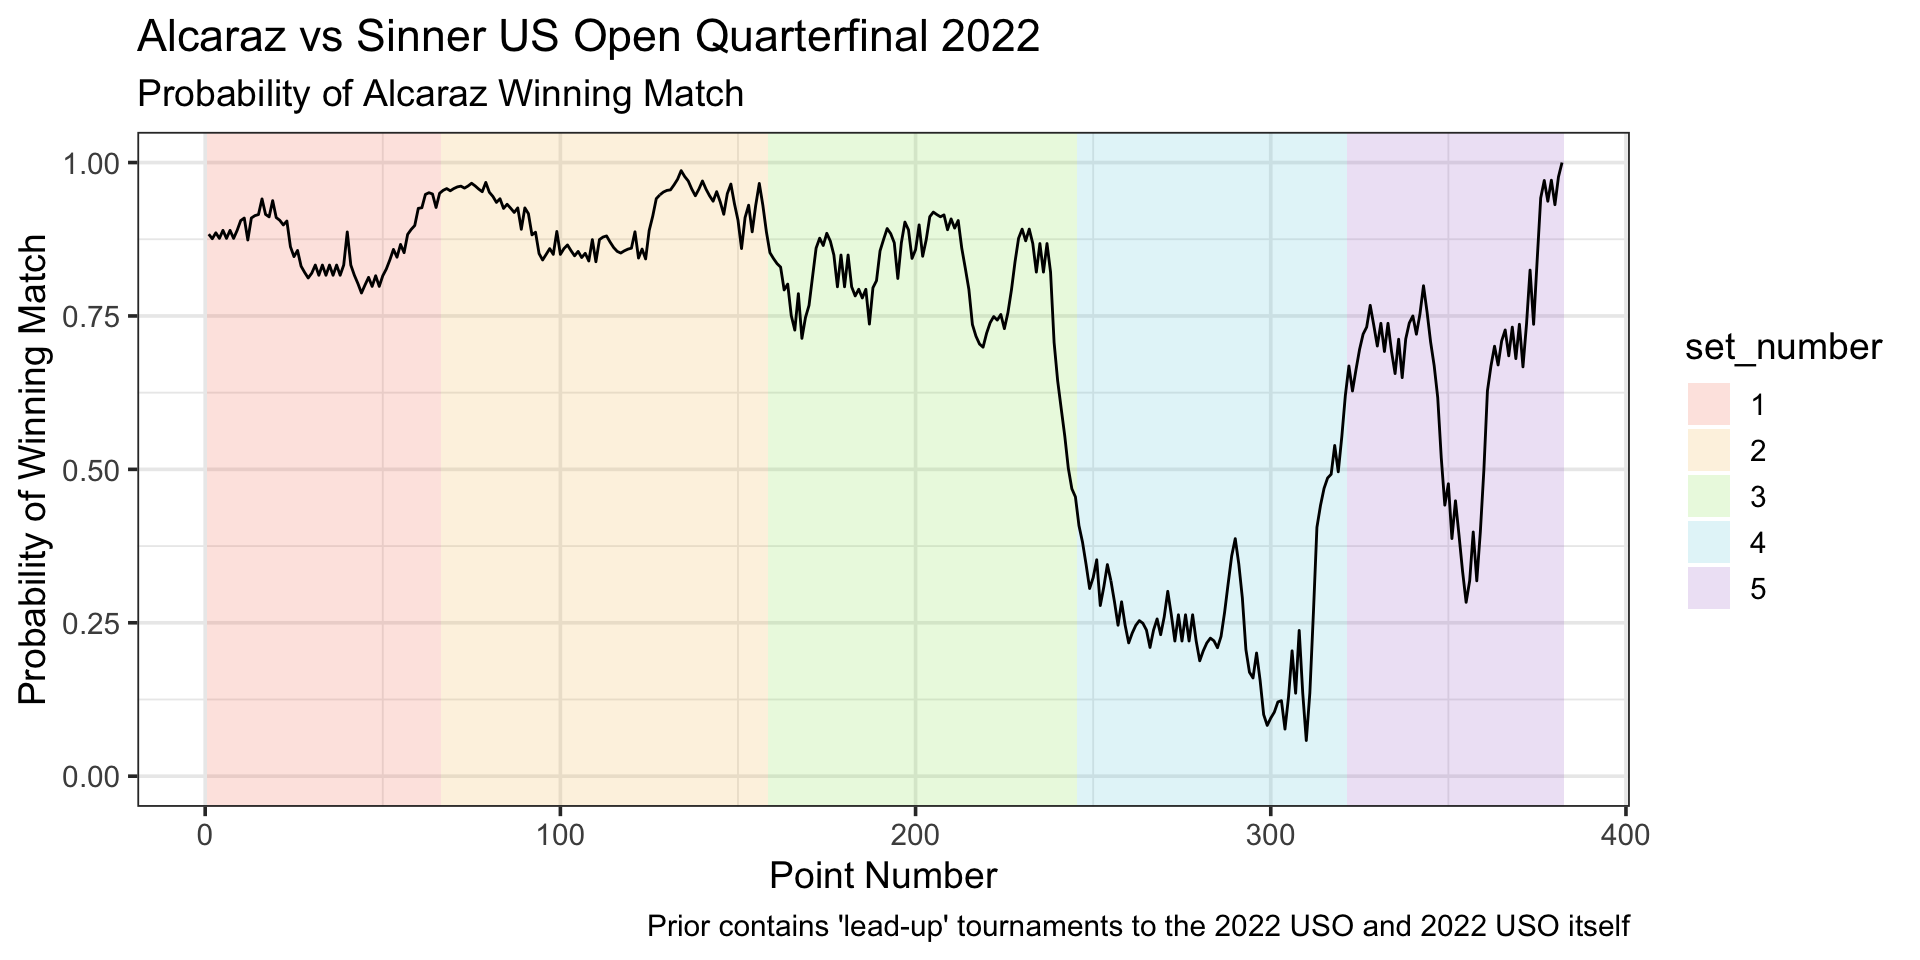 Alcaraz vs Sinner US Open Quarterfinal 2022
Probability of Alcaraz Winning Match
Probability of Winning Match
1.00
0.75
0.50
0.25
0.00
0 100 200 300 400
Point Number
set_number
1
2
3
4
5
Prior contains 'lead-up' tournaments to the 2022 USO and 2022 USO itself